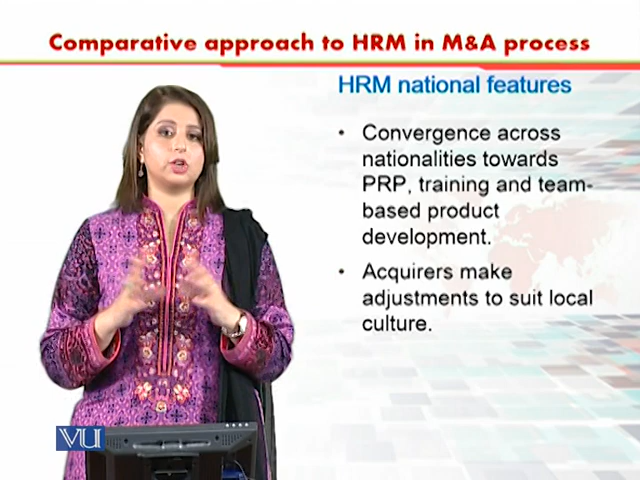 Comparative approach to HRM in M&A process
HRM national features
• Convergence across
nationalities towards
PRP, training and team-
based product
development.
• Acquirers make
adjustments to suit local
culture.
VU